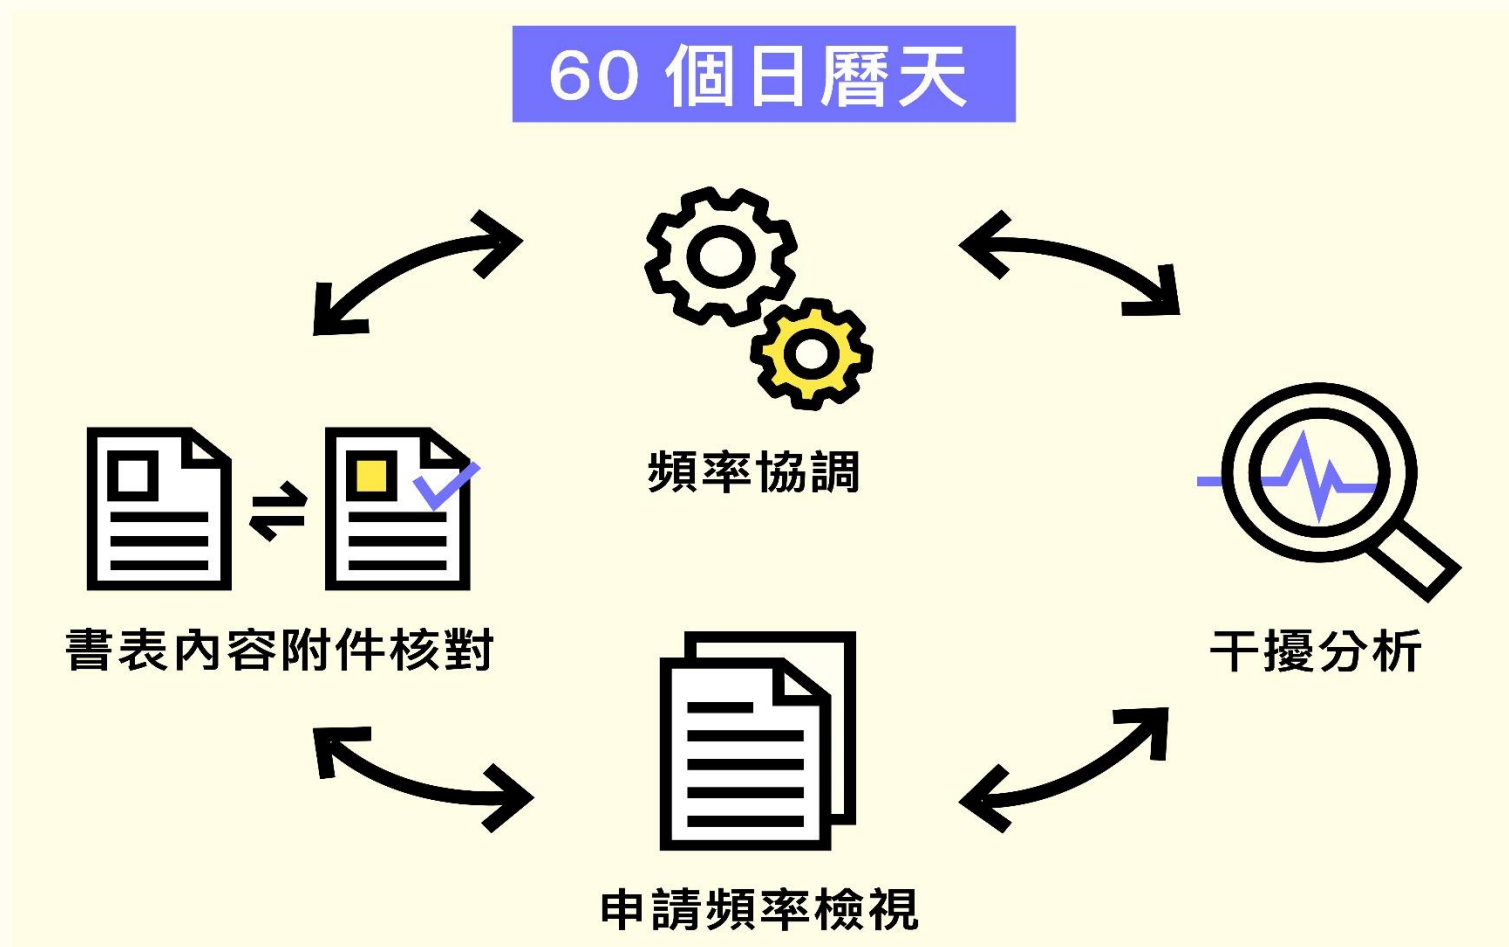 60 個日曆天
頻率協調
書表內容附件核對
干擾分析
申請頻率檢視